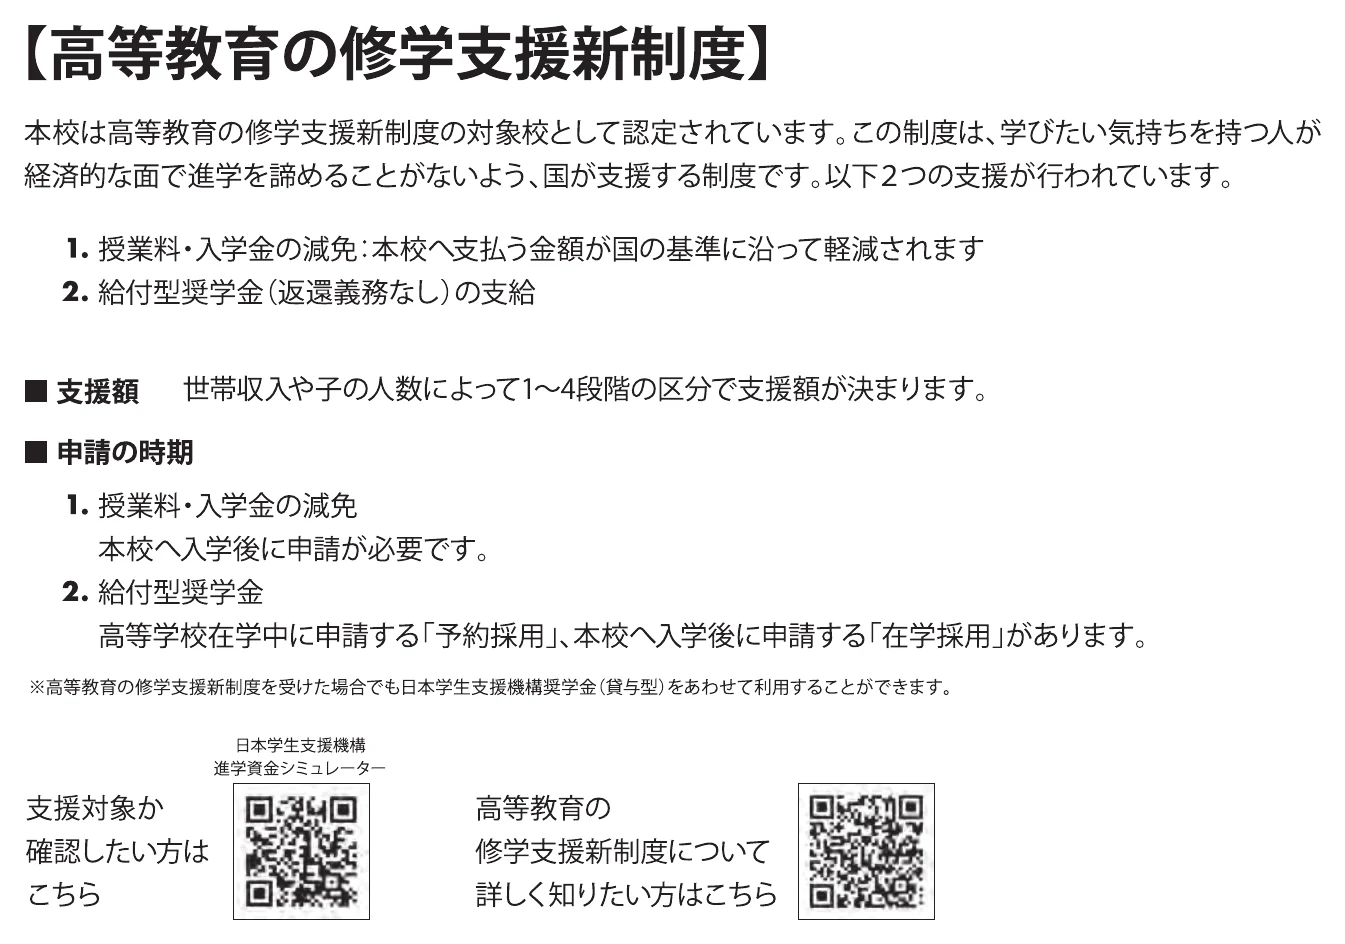 【高等教育の修学支援新制度】
本校は高等教育の修学支援新制度の対象校として認定されています。この制度は、学びたい気持ちを持つ人が
経済的な面で進学を諦めることがないよう、国が支援する制度です。以下2つの支援が行われています。
1. 授業料・入学金の減免：本校へ支払う金額が国の基準に沿って軽減されます
2. 給付型奨学金（返還義務なし）の支給
■ 支援額　世帯収入や子の人数によって1～4段階の区分で支援額が決まります。
■ 申請の時期
1. 授業料・入学金の減免
本校へ入学後に申請が必要です。
2. 給付型奨学金
高等学校在学中に申請する「予約採用」、本校へ入学後に申請する「在学採用」があります。
※高等教育の修学支援新制度を受けた場合でも日本学生支援機構奨学金（貸与型）をあわせて利用することができます。
日本学生支援機構
進学資金シミュレーター
支援対象か
確認したい方は
こちら
高等教育の
修学支援新制度について
詳しく知りたい方はこちら